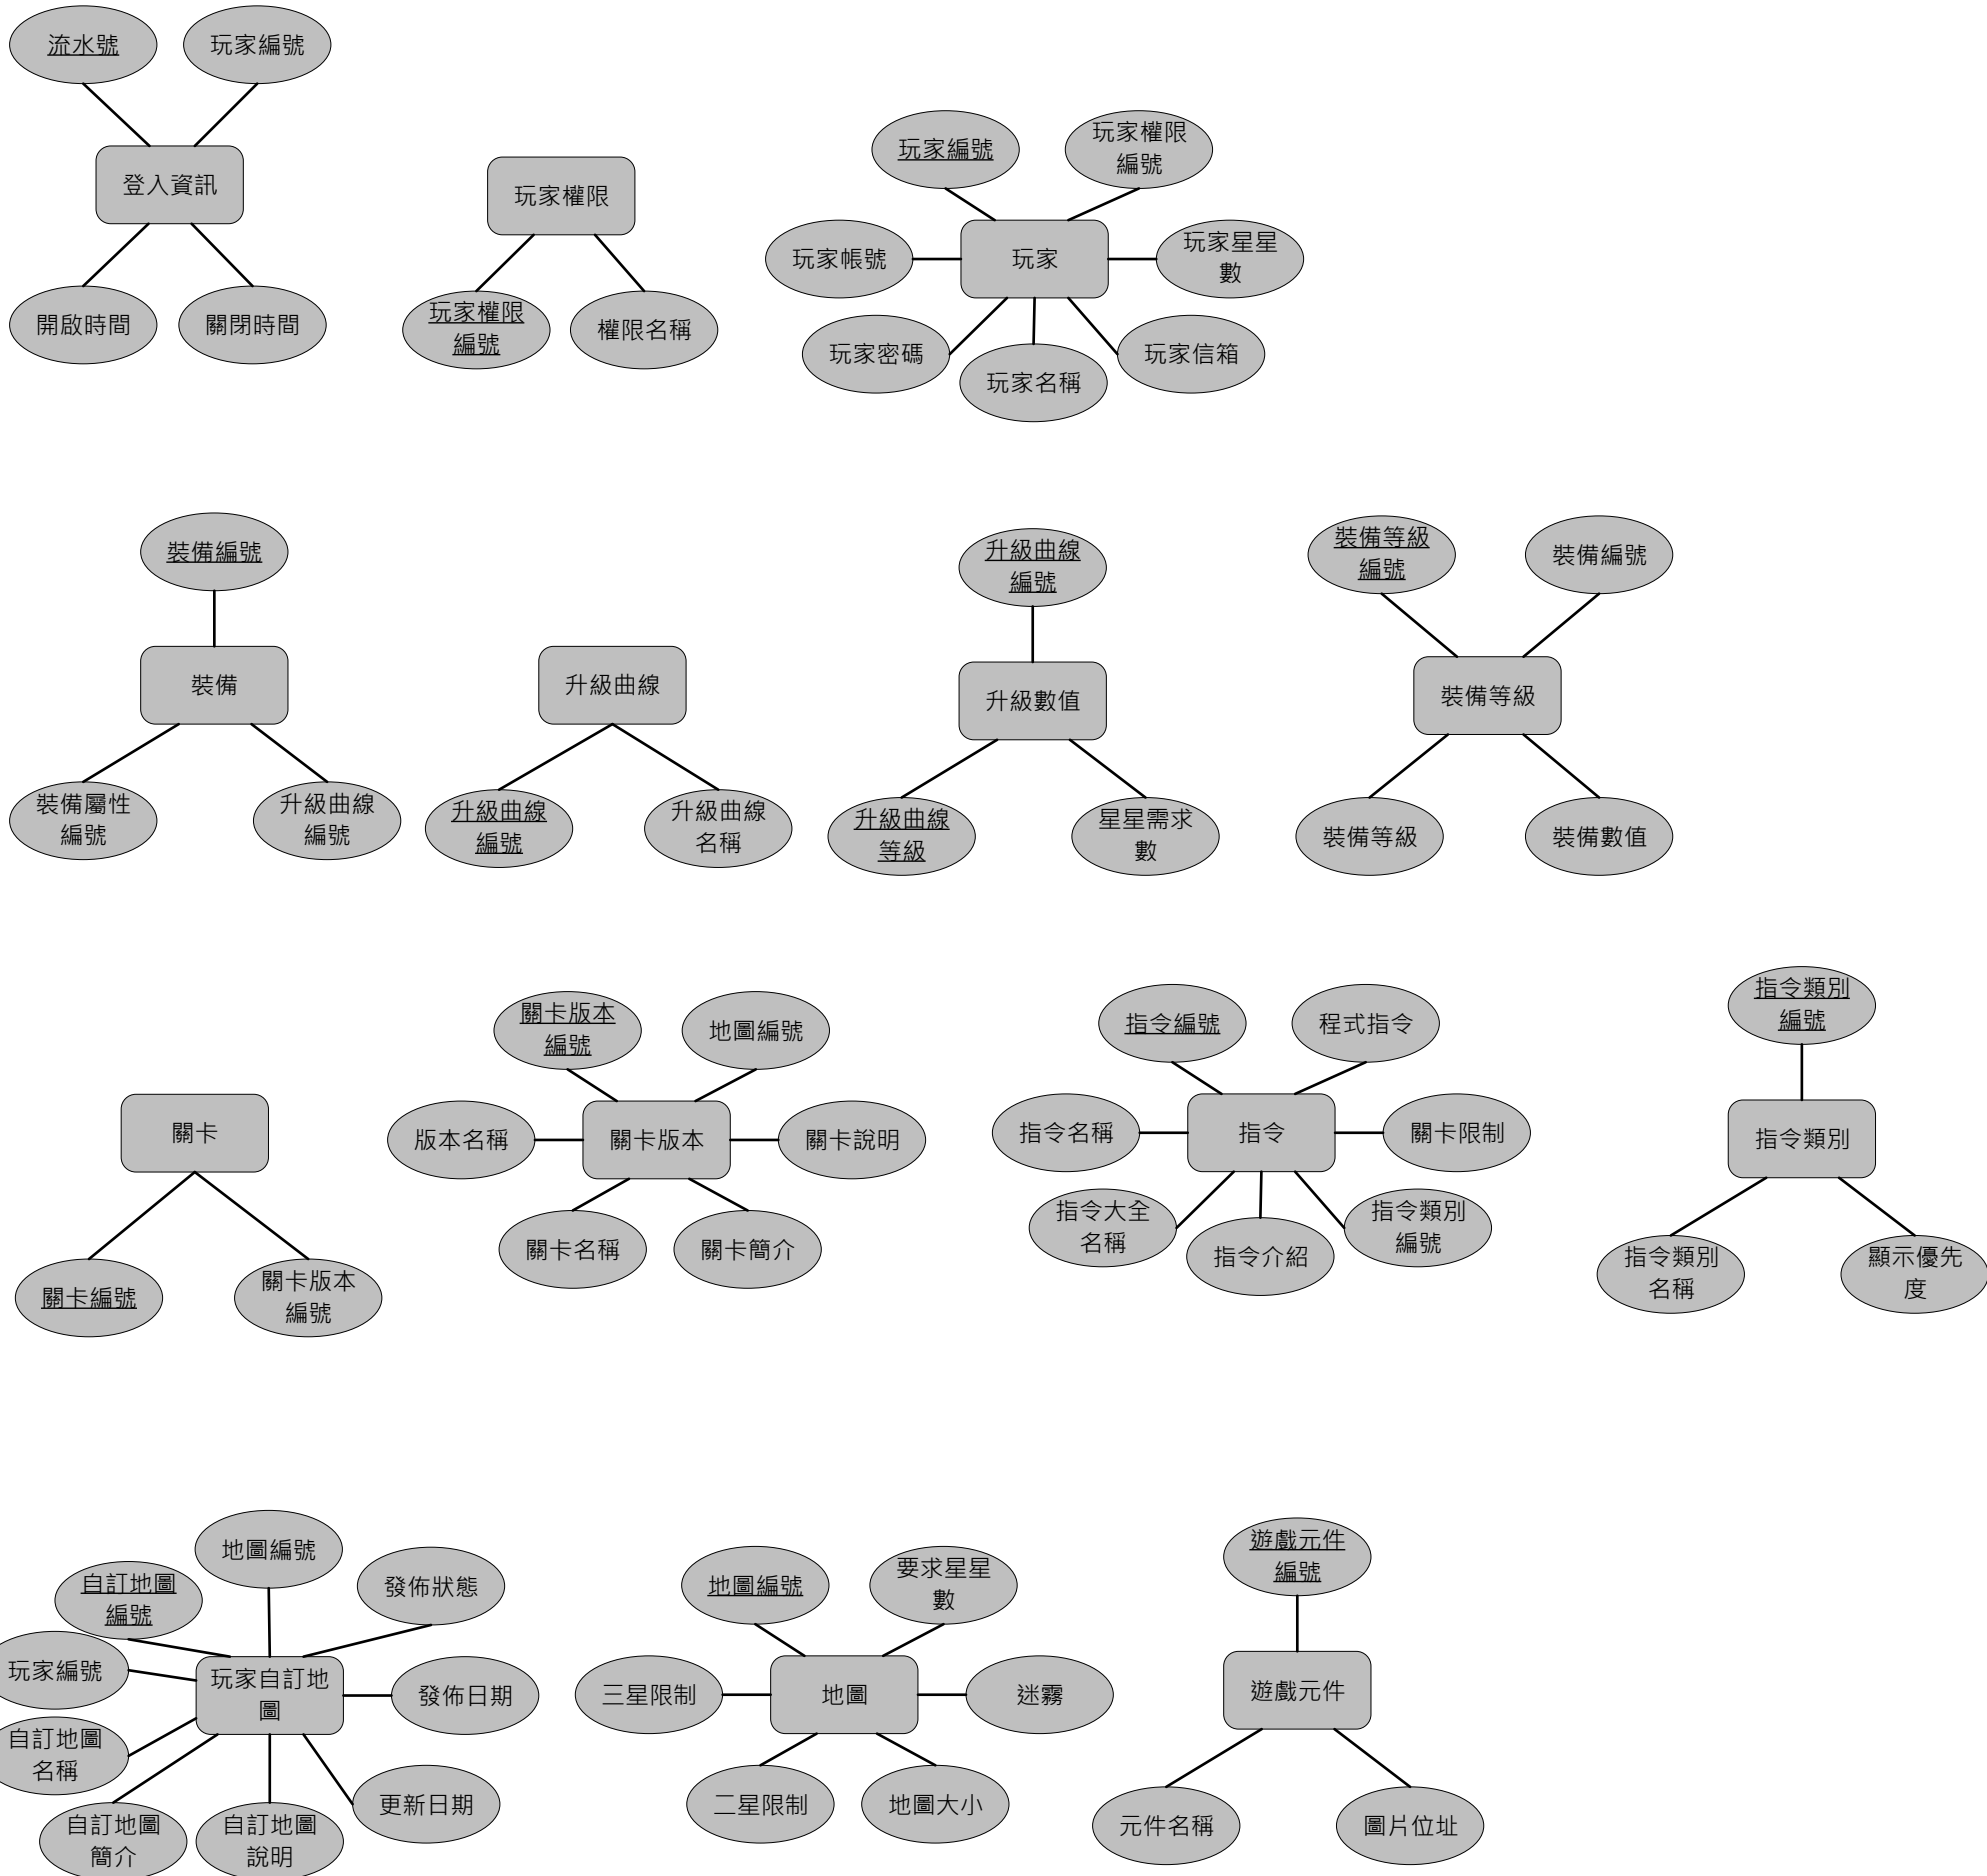 流水號
玩家編號
登入資訊
開啟時間
關閉時間
玩家權限
玩家權限
編號
權限名稱
玩家編號
玩家權限
編號
玩家帳號
玩家
玩家星星
數
玩家密碼
玩家名稱
玩家信箱
裝備編號
裝備
裝備屬性
編號
升級曲線
編號
升級曲線
升級曲線
編號
升級曲線
名稱
升級曲線
編號
升級數值
升級曲線
等級
星星需求
數
裝備等級
編號
裝備編號
裝備等級
裝備等級
裝備數值
關卡
關卡編號
關卡版本
編號
關卡版本
編號
地圖編號
版本名稱
關卡版本
關卡說明
關卡名稱
關卡簡介
指令編號
程式指令
指令名稱
指令
關卡限制
指令大全
名稱
指令介紹
指令類別
編號
指令類別
編號
指令類別
指令類別
名稱
顯示優先
度
地圖編號
自訂地圖
編號
發佈狀態
玩家編號
玩家自訂地
圖
發佈日期
自訂地圖
名稱
自訂地圖
簡介
自訂地圖
說明
更新日期
地圖編號
要求星星
數
三星限制
地圖
迷霧
二星限制
地圖大小
遊戲元件
編號
遊戲元件
元件名稱
圖片位址